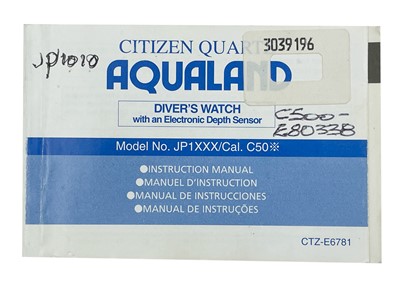 CITIZEN QUART
3039196
JP1010
AQUALAND
DIVER'S WATCH
with an Electronic Depth Sensor
C500-
E80338
Model No. JP1XXX/Cal. C50※
●INSTRUCTION MANUAL
●MANUEL D'INSTRUCTION
●MANUAL DE INSTRUCCIONES
●MANUAL DE INSTRUÇÕES
CTZ-E6781